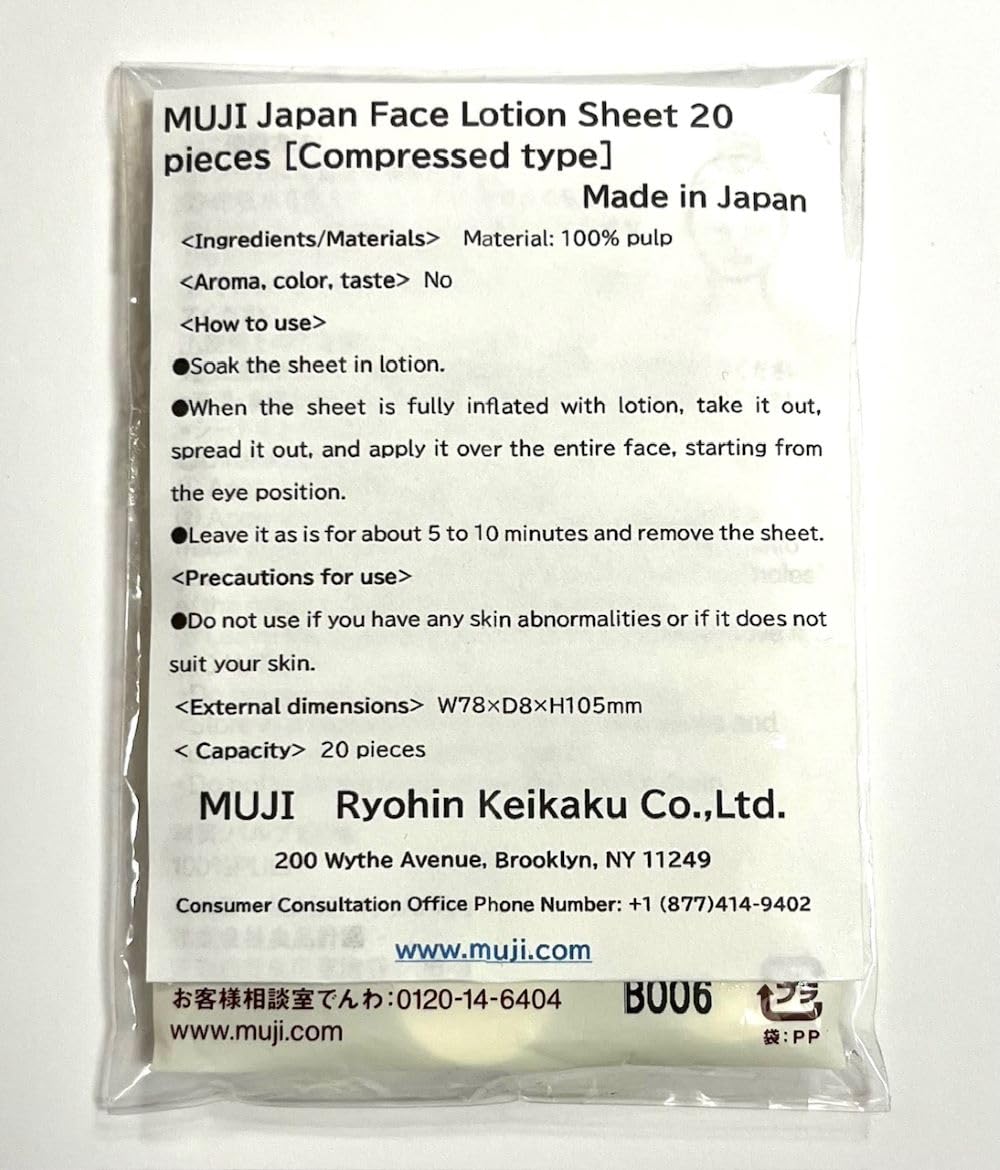 MUJI Japan Face Lotion Sheet 20
pieces [Compressed type]
Made in Japan
<Ingredients/Materials> Material: 100% pulp
<Aroma, color, taste> No
<How to use>
●Soak the sheet in lotion.
●When the sheet is fully inflated with lotion, take it out,
spread it out, and apply it over the entire face, starting from
the eye position.
●Leave it as is for about 5 to 10 minutes and remove the sheet.
<Precautions for use>
●Do not use if you have any skin abnormalities or if it does not
suit your skin.
<External dimensions> W78×D8×H105mm
< Capacity> 20 pieces
MUJI Ryohin Keikaku Co.,Ltd.
200 Wythe Avenue, Brooklyn, NY 11249
Consumer Consultation Office Phone Number: +1 (877)414-9402
www.muji.com
お客様相談室でんわ:0120-14-6404
www.muji.com
B006
プラ
袋:PP